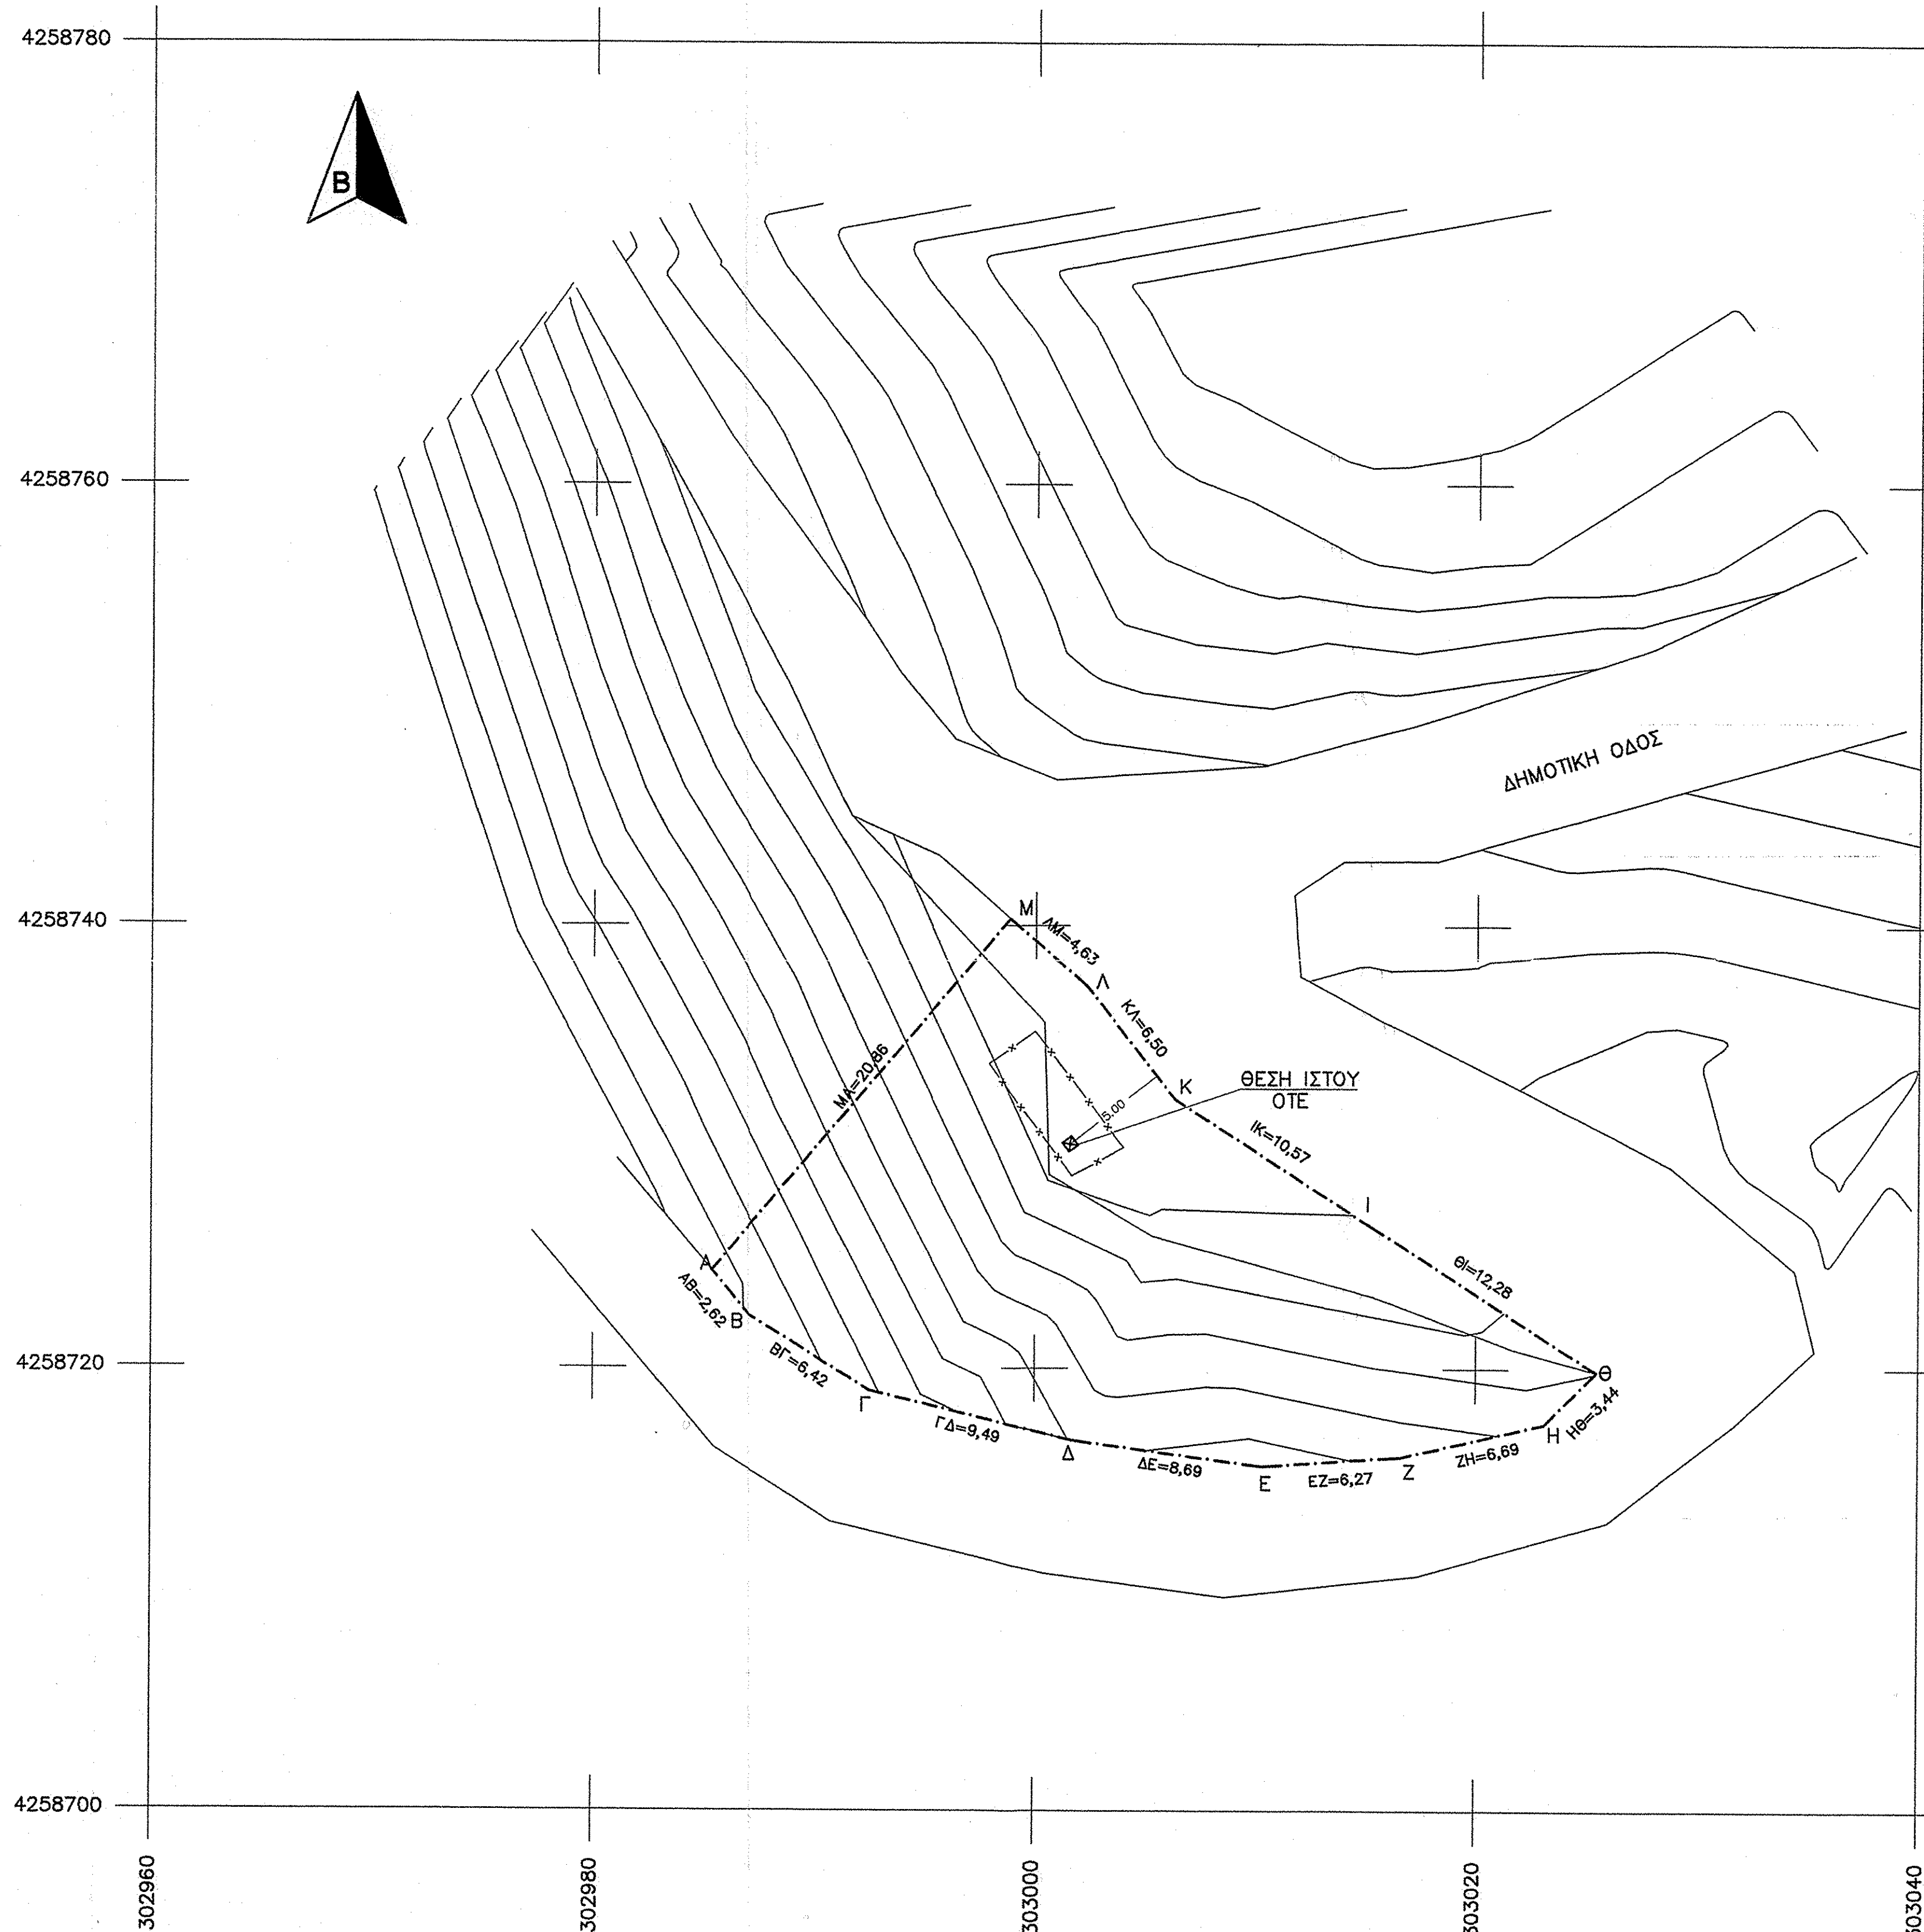 4258780
B
4258760
ΔΗΜΟΤΙΚΗ ΟΔΟΣ
4258740
Μ
ΛΜ=4,63
Λ
ΚΛ=6,50
ΜΑ=20,86
Κ
ΘΕΣΗ ΙΣΤΟΥ
ΟΤΕ
5.00
ΙΚ=10,57
Ι
Α
ΘΙ=12,28
ΑΒ=2,62
Β
4258720
ΒΓ=6,42
Θ
Γ
ΗΘ=3,44
ΓΔ=9,49
Η
Δ
ΖΗ=6,69
ΔΕ=8,69
Ζ
Ε
ΕΖ=6,27
4258700
302960
302980
303000
303020
303040